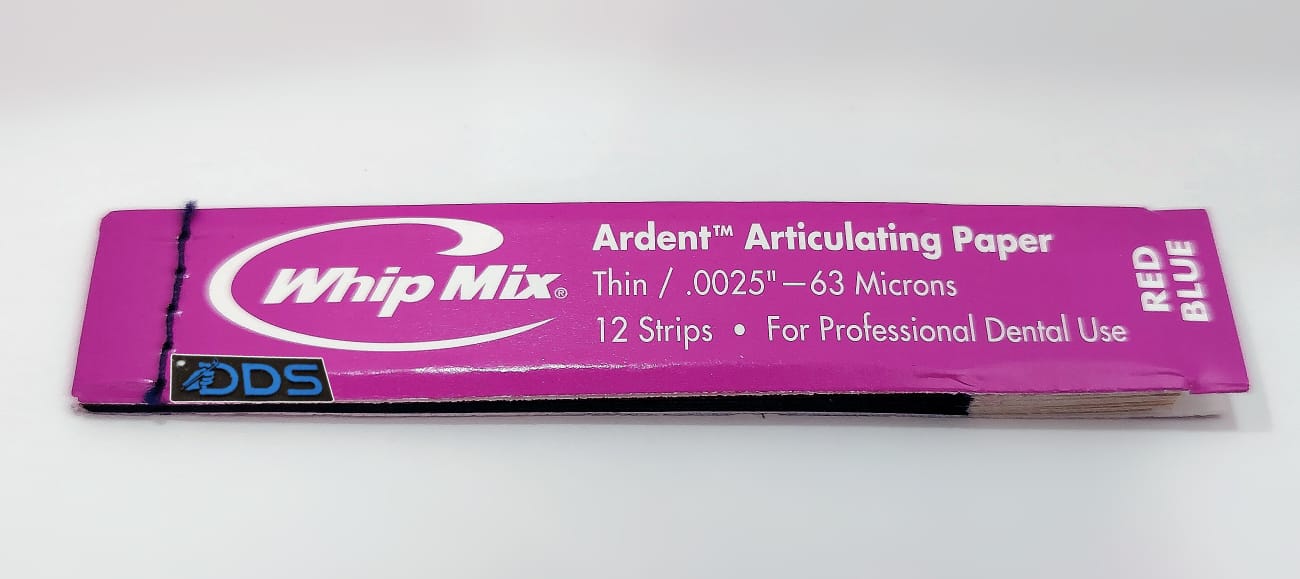 Whip Mix®
Ardent™ Articulating Paper
Thin / .0025"—63 Microns
12 Strips • For Professional Dental Use
RED
BLUE
DDS